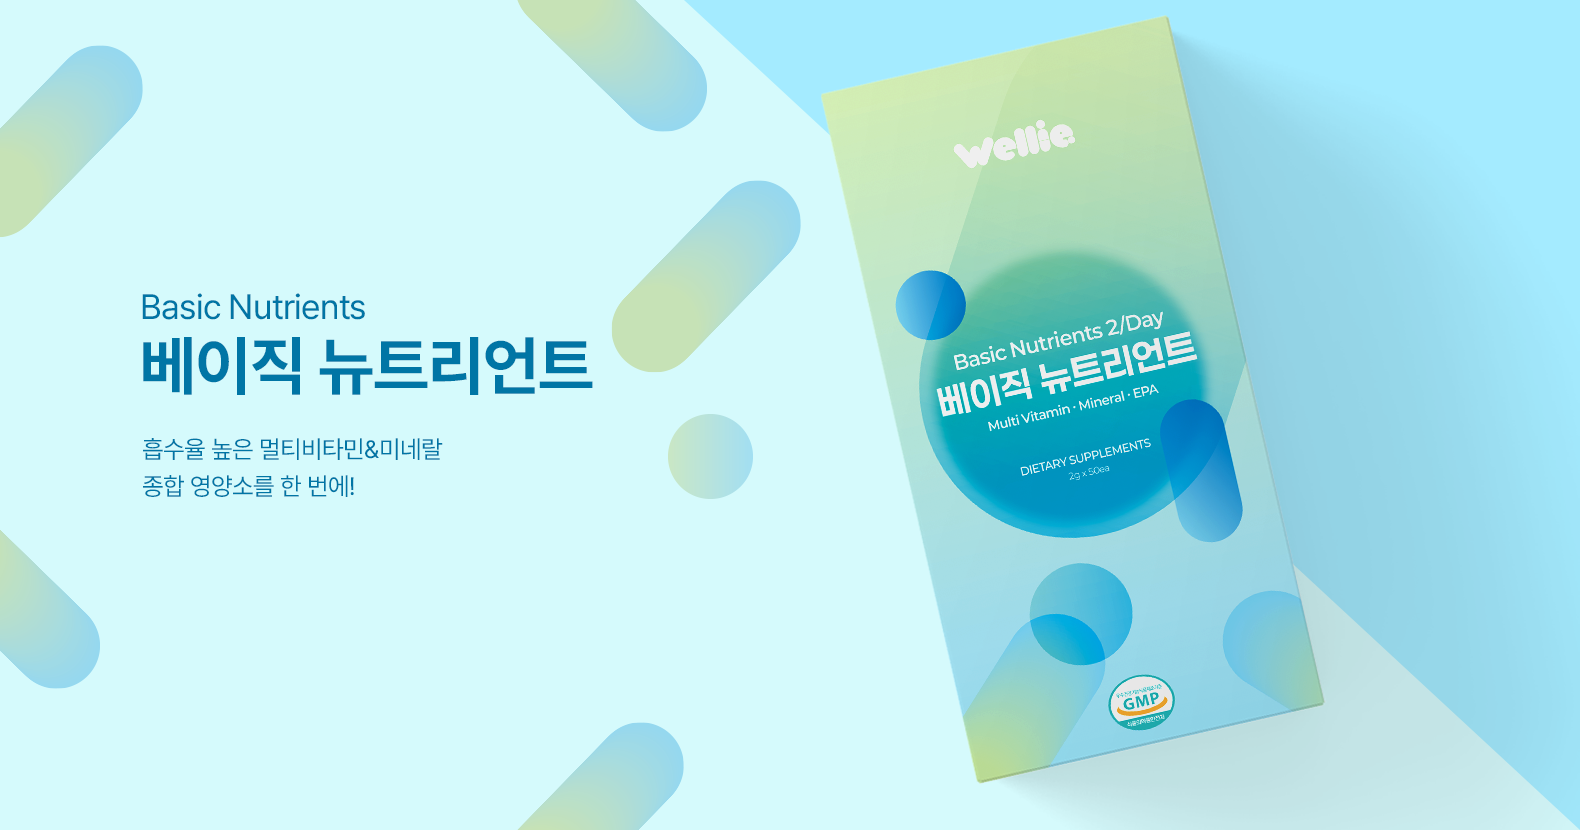 Basic Nutrients
베이직 뉴트리언트
흡수율 높은 멀티비타민&미네랄
종합 영양소를 한 번에!
wellie
Basic Nutrients 2/Day
베이직 뉴트리언트
Multi Vitamin · Mineral · EPA
DIETARY SUPPLEMENTS
2g x 50ea
GMP